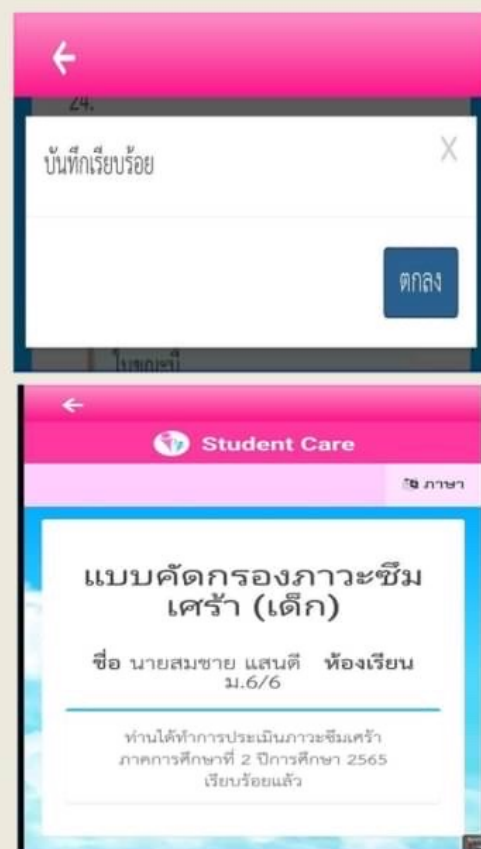 24.
บันทึกเรียบร้อย
X
ตกลง
ในขณะนี้
Student Care
ภาษา
แบบคัดกรองภาวะซึม
เศร้า (เด็ก)
ชื่อ นายสมชาย แสนดี ห้องเรียน
ม.6/6
ท่านได้ทำการประเมินภาวะซึมเศร้า
ภาคการศึกษาที่ 2 ปีการศึกษา 2565
เรียบร้อยแล้ว